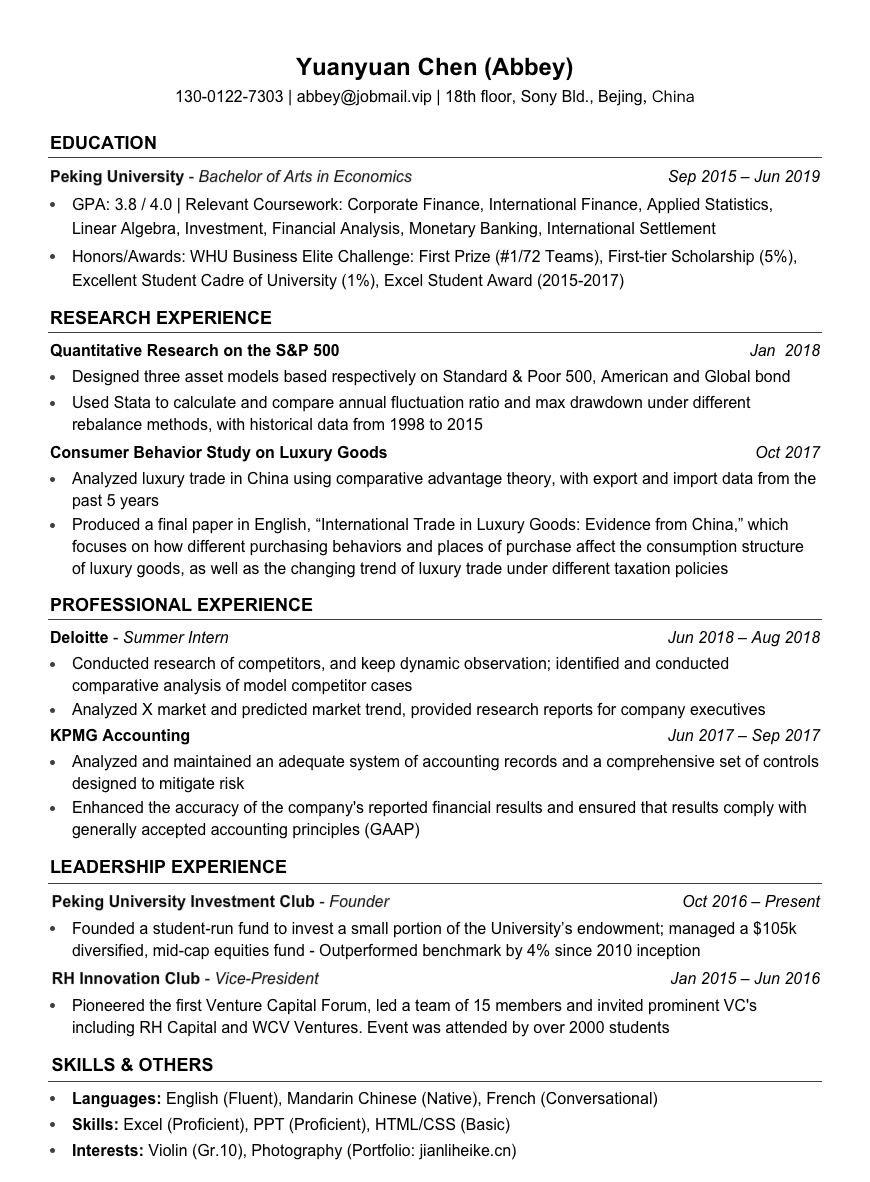 Yuanyuan Chen (Abbey)
130-0122-7303 | abbey@jobmail.vip | 18th floor, Sony Bld., Bejing, China
EDUCATION
Peking University - Bachelor of Arts in Economics Sep 2015 – Jun 2019
• GPA: 3.8 / 4.0 | Relevant Coursework: Corporate Finance, International Finance, Applied Statistics,
Linear Algebra, Investment, Financial Analysis, Monetary Banking, International Settlement
• Honors/Awards: WHU Business Elite Challenge: First Prize (#1/72 Teams), First-tier Scholarship (5%),
Excellent Student Cadre of University (1%), Excel Student Award (2015-2017)
RESEARCH EXPERIENCE
Quantitative Research on the S&P 500 Jan 2018
• Designed three asset models based respectively on Standard & Poor 500, American and Global bond
• Used Stata to calculate and compare annual fluctuation ratio and max drawdown under different
rebalance methods, with historical data from 1998 to 2015
Consumer Behavior Study on Luxury Goods Oct 2017
• Analyzed luxury trade in China using comparative advantage theory, with export and import data from the
past 5 years
• Produced a final paper in English, “International Trade in Luxury Goods: Evidence from China,” which
focuses on how different purchasing behaviors and places of purchase affect the consumption structure
of luxury goods, as well as the changing trend of luxury trade under different taxation policies
PROFESSIONAL EXPERIENCE
Deloitte - Summer Intern Jun 2018 – Aug 2018
• Conducted research of competitors, and keep dynamic observation; identified and conducted
comparative analysis of model competitor cases
• Analyzed X market and predicted market trend, provided research reports for company executives
KPMG Accounting Jun 2017 – Sep 2017
• Analyzed and maintained an adequate system of accounting records and a comprehensive set of controls
designed to mitigate risk
• Enhanced the accuracy of the company's reported financial results and ensured that results comply with
generally accepted accounting principles (GAAP)
LEADERSHIP EXPERIENCE
Peking University Investment Club - Founder Oct 2016 – Present
• Founded a student-run fund to invest a small portion of the University’s endowment; managed a $105k
diversified, mid-cap equities fund - Outperformed benchmark by 4% since 2010 inception
RH Innovation Club - Vice-President Jan 2015 – Jun 2016
• Pioneered the first Venture Capital Forum, led a team of 15 members and invited prominent VC's
including RH Capital and WCV Ventures. Event was attended by over 2000 students
SKILLS & OTHERS
• Languages: English (Fluent), Mandarin Chinese (Native), French (Conversational)
• Skills: Excel (Proficient), PPT (Proficient), HTML/CSS (Basic)
• Interests: Violin (Gr.10), Photography (Portfolio: jianliheike.cn)